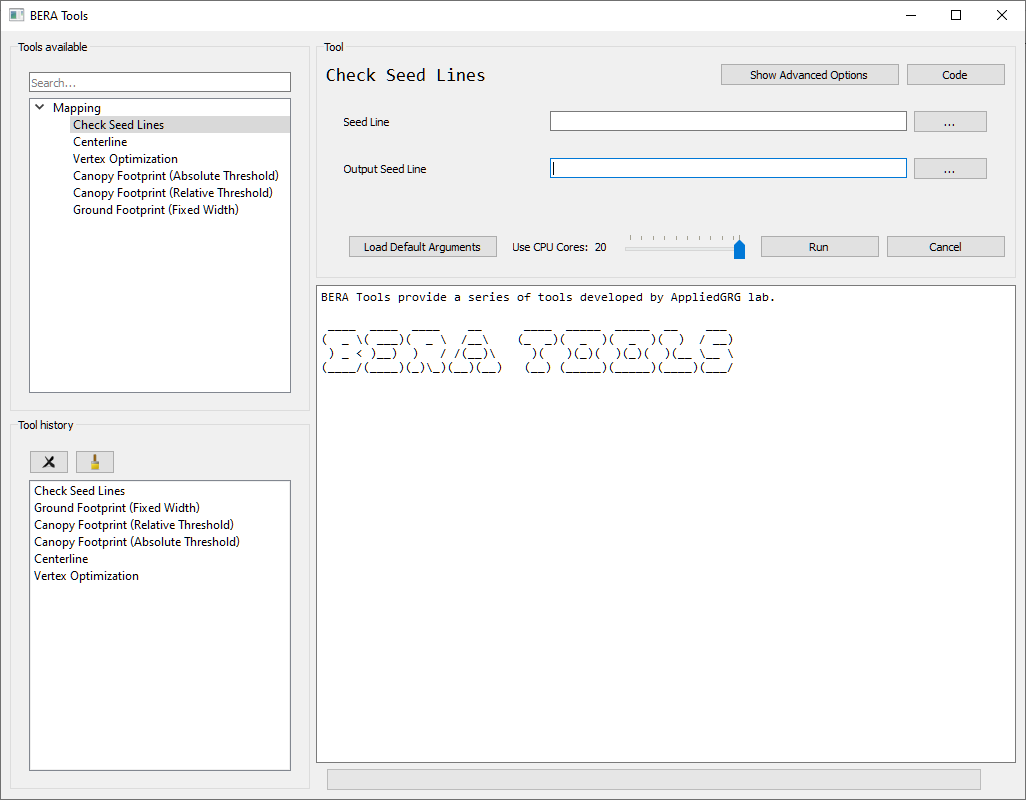 BERA Tools
Tools available
Search...
Mapping
Check Seed Lines
Centerline
Vertex Optimization
Canopy Footprint (Absolute Threshold)
Canopy Footprint (Relative Threshold)
Ground Footprint (Fixed Width)
Tool history
Check Seed Lines
Ground Footprint (Fixed Width)
Canopy Footprint (Relative Threshold)
Canopy Footprint (Absolute Threshold)
Centerline
Vertex Optimization
Tool
Check Seed Lines
Show Advanced Options
Code
Seed Line
...
Output Seed Line
...
Load Default Arguments
Use CPU Cores: 20
Run
Cancel
BERA Tools provide a series of tools developed by AppliedGRG lab.
BERA TOOLS